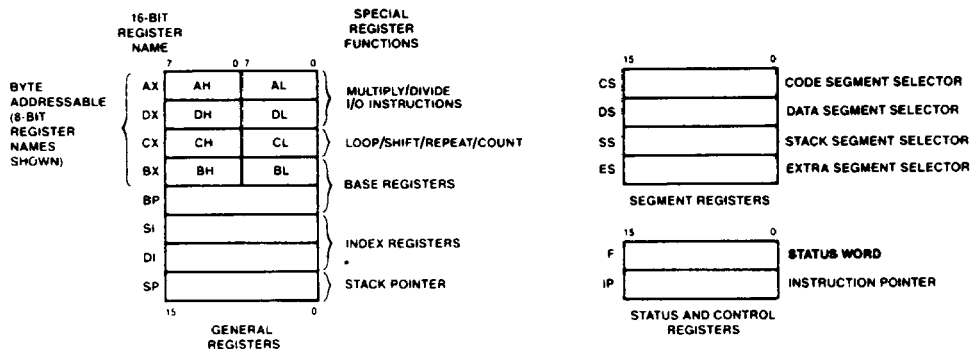 16-BIT
REGISTER
NAME
SPECIAL
REGISTER
FUNCTIONS
7 0 7 0
BYTE
ADDRESSABLE
(8-BIT
REGISTER
NAMES
SHOWN)
AX AH AL
DX DH DL
CX CH CL
BX BH BL
BP
SI
DI
SP
15 0
MULTIPLY/DIVIDE
I/O INSTRUCTIONS
LOOP/SHIFT/REPEAT/COUNT
BASE REGISTERS
INDEX REGISTERS
STACK POINTER
GENERAL
REGISTERS
15 0
CS CODE SEGMENT SELECTOR
DS DATA SEGMENT SELECTOR
SS STACK SEGMENT SELECTOR
ES EXTRA SEGMENT SELECTOR
SEGMENT REGISTERS
15 0
F STATUS WORD
IP INSTRUCTION POINTER
STATUS AND CONTROL
REGISTERS